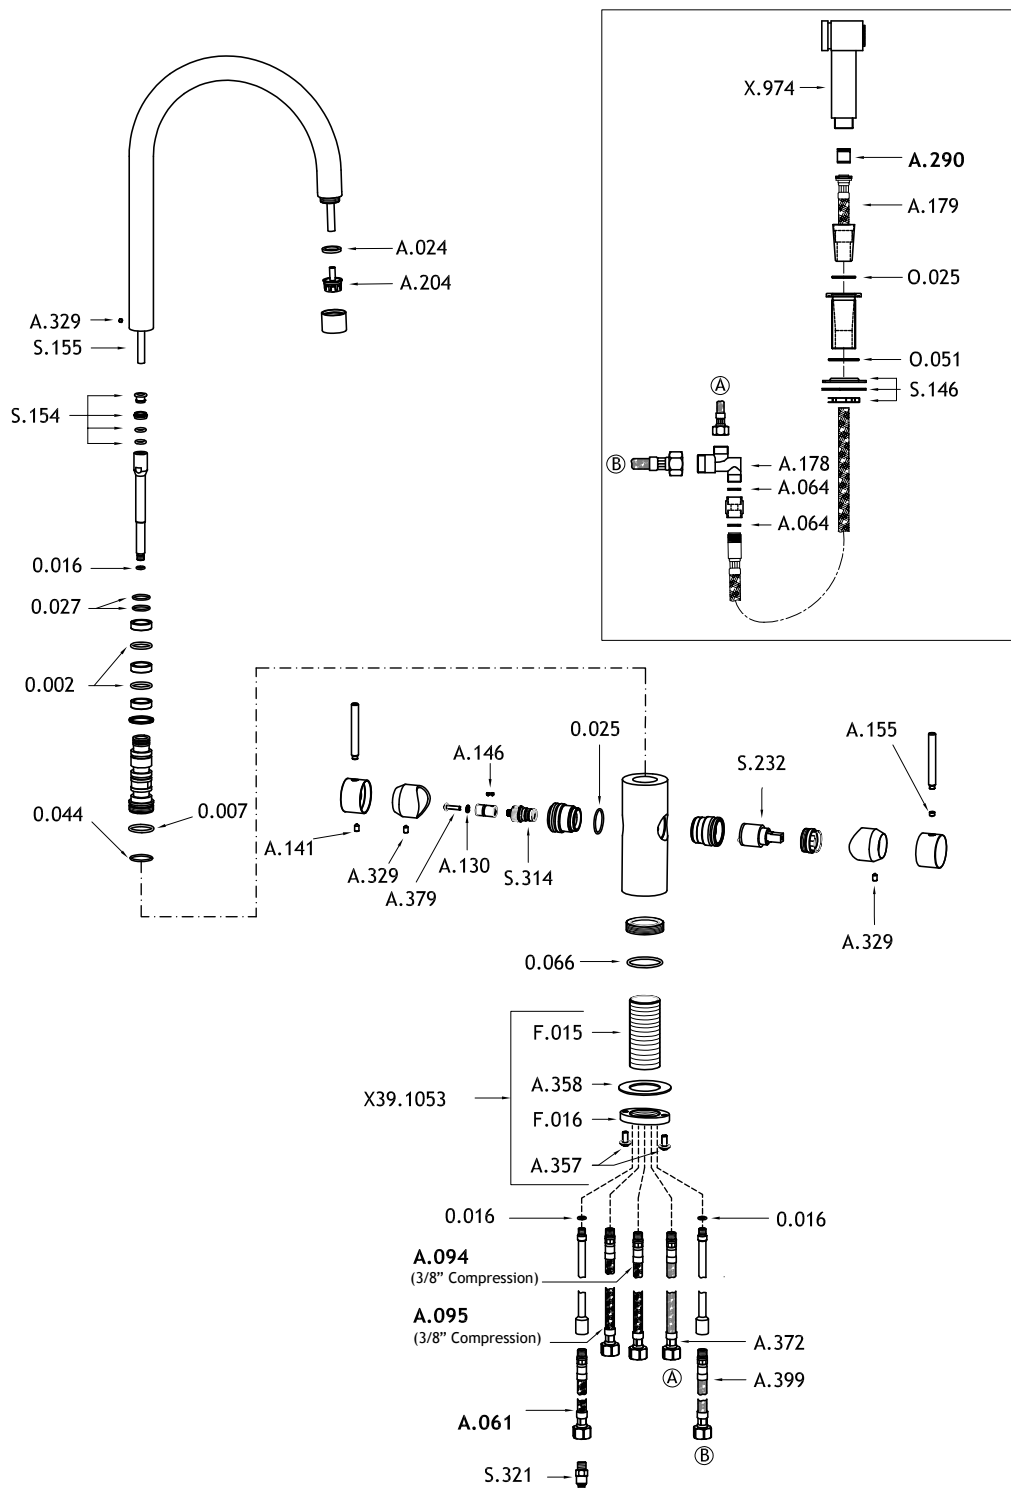 X.974
A.290
A.179
O.025
O.051
S.146
A
B
A.178
A.064
A.064
A.024
A.204
A.329
S.155
S.154
0.016
0.027
0.002
0.044
0.007
A.141
A.329
A.379
A.146
A.130
S.314
0.025
S.232
A.155
A.329
0.066
X39.1053
F.015
A.358
F.016
A.357
0.016
0.016
A.094
(3/8” Compression)
A.095
(3/8” Compression)
A.372
A
A.399
A.061
B
S.321